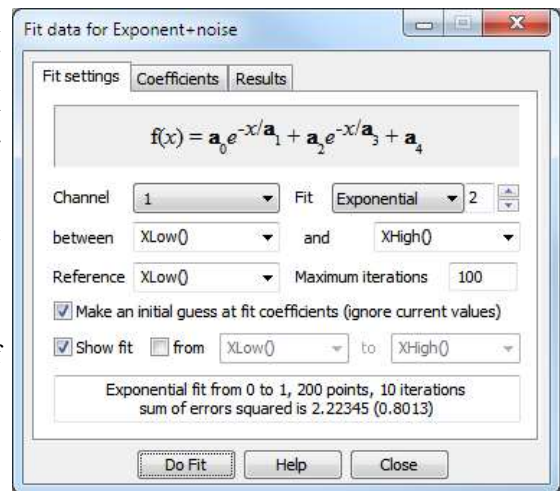 Fit data for Exponent+noise
Fit settings Coefficients Results
f(x) = a₀e^(-x/a₁) + a₂e^(-x/a₃) + a₄
Channel 1 Fit Exponential 2
between XLow() and XHigh()
Reference XLow() Maximum iterations 100
Make an initial guess at fit coefficients (ignore current values)
Show fit from XLow() to XHigh()
Exponential fit from 0 to 1, 200 points, 10 iterations
sum of errors squared is 2.22345 (0.8013)
Do Fit Help Close